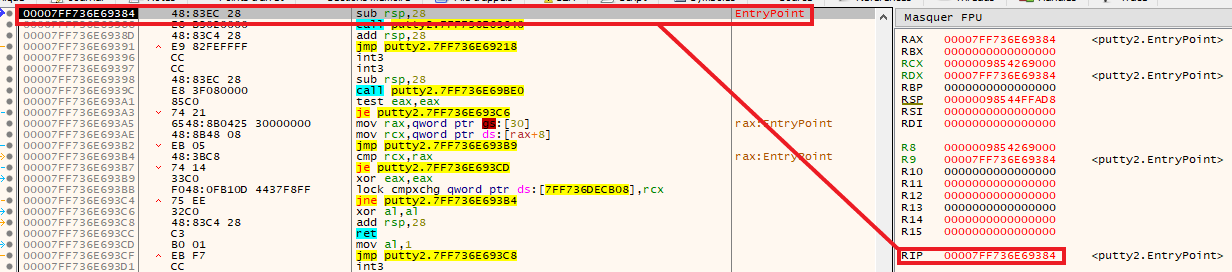 Masquer FPU
00007FF736E69384 48:83EC 28 sub rsp,28 EntryPoint
00007FF736E6938D 48:83C4 28 add rsp,28
00007FF736E69391 E9 82FEFFFF jmp putty2.7FF736E69218
00007FF736E69396 CC int3
00007FF736E69397 CC int3
00007FF736E69398 48:83EC 28 sub rsp,28
00007FF736E6939C E8 3F080000 call putty2.7FF736E69BE0
00007FF736E693A1 85C0 test eax,eax
00007FF736E693A3 74 21 je putty2.7FF736E693C6
00007FF736E693A5 6548:8B0425 30000000 mov rax,qword ptr gs:[30] rax:EntryPoint
00007FF736E693AE 48:8B48 08 mov rcx,qword ptr ds:[rax+8]
00007FF736E693B2 EB 05 jmp putty2.7FF736E693B9
00007FF736E693B4 48:3BC8 cmp rcx,rax rax:EntryPoint
00007FF736E693B7 74 14 je putty2.7FF736E693CD
00007FF736E693B9 33C0 xor eax,eax
00007FF736E693BB F048:0FB10D 4437F8FF lock cmpxchg qword ptr ds:[7FF736DECB08],rcx
00007FF736E693C4 75 EE jne putty2.7FF736E693B4
00007FF736E693C6 32C0 xor al,al
00007FF736E693C8 48:83C4 28 add rsp,28
00007FF736E693CC C3 ret
00007FF736E693CD B0 01 mov al,1
00007FF736E693CF EB F7 jmp putty2.7FF736E693C8
00007FF736E693D1 CC int3
RAX 00007FF736E69384 <putty2.EntryPoint>
RBX 0000000000000000
RCX 0000009854269000
RDX 00007FF736E69384 <putty2.EntryPoint>
RBP 0000000000000000
RSP 00000098544FFAD8
RSI 0000000000000000
RDI 0000000000000000
R8 0000009854269000
R9 00007FF736E69384 <putty2.EntryPoint>
R10 0000000000000000
R11 0000000000000000
R12 0000000000000000
R13 0000000000000000
R14 0000000000000000
R15 0000000000000000
RIP 00007FF736E69384 <putty2.EntryPoint>